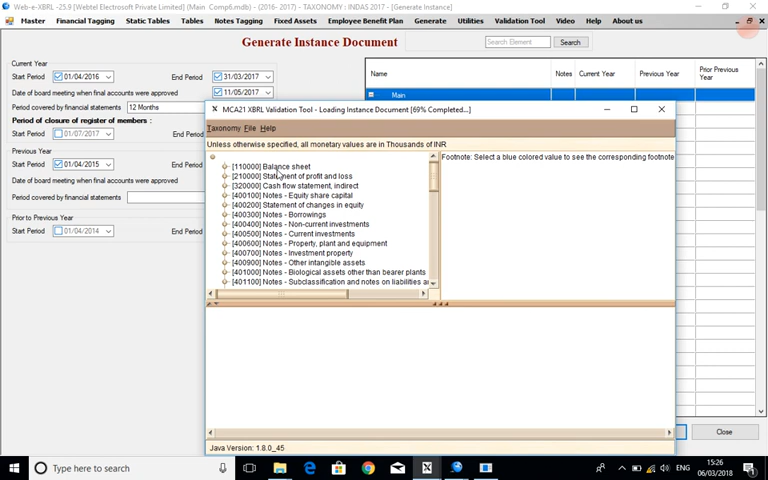 Web-e-XBRL -25.9 [Webtel Electrosoft Private Limited] (Main Comp6.mdb) - (2016- 2017) - TAXONOMY : INDAS 2017 - [Generate Instance]
Master Financial Tagging Static Tables Tables Notes Tagging Fixed Assets Employee Benefit Plan Generate Utilities Validation Tool Video Help About us
Generate Instance Document
Search Element Search
Current Year
Start Period 01/04/2016 End Period 31/03/2017
Date of board meeting when final accounts were approved 11/05/2017
Period covered by financial statements 12 Months
Period of closure of register of members :
Start Period 01/07/2017 End Period
Previous Year
Start Period 01/04/2015 End Period
Date of board meeting when final accounts were approved
Period covered by financial statements
Prior to Previous Year
Start Period 01/04/2014 End Period
Name Notes Current Year Previous Year Prior Previous Year
Main
MCA21 XBRL Validation Tool - Loading Instance Document [69% Completed...]
Taxonomy File Help
Unless otherwise specified, all monetary values are in Thousands of INR
[110000] Balance sheet
[210000] Statement of profit and loss
[320000] Cash flow statement, indirect
[400100] Notes - Equity share capital
[400200] Statement of changes in equity
[400300] Notes - Borrowings
[400400] Notes - Non-current investments
[400500] Notes - Current investments
[400600] Notes - Property, plant and equipment
[400700] Notes - Investment property
[400900] Notes - Other intangible assets
[401000] Notes - Biological assets other than bearer plants
[401100] Notes - Subclassification and notes on liabilities
Footnote: Select a blue colored value to see the corresponding footnote
Java Version: 1.8.0_45
Close
Type here to search
ENG
15:26
06/03/2018